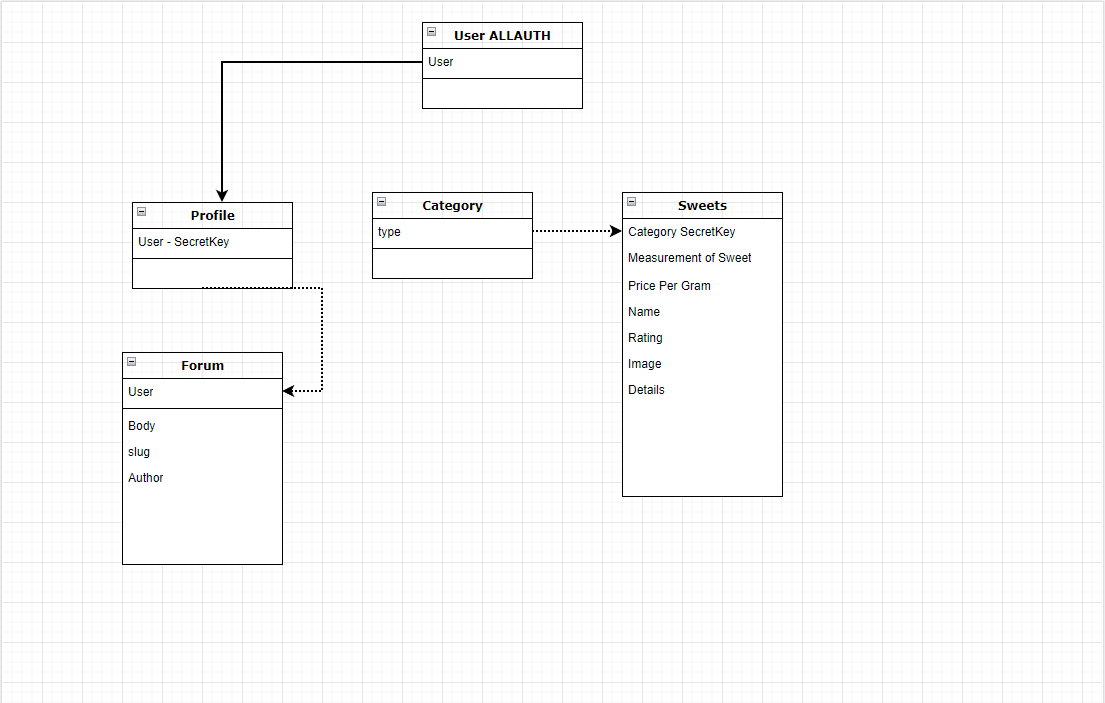 User ALLAUTH
User
Profile
User - SecretKey
Category
type
Sweets
Category SecretKey
Measurement of Sweet
Price Per Gram
Name
Rating
Image
Details
Forum
User
Body
slug
Author